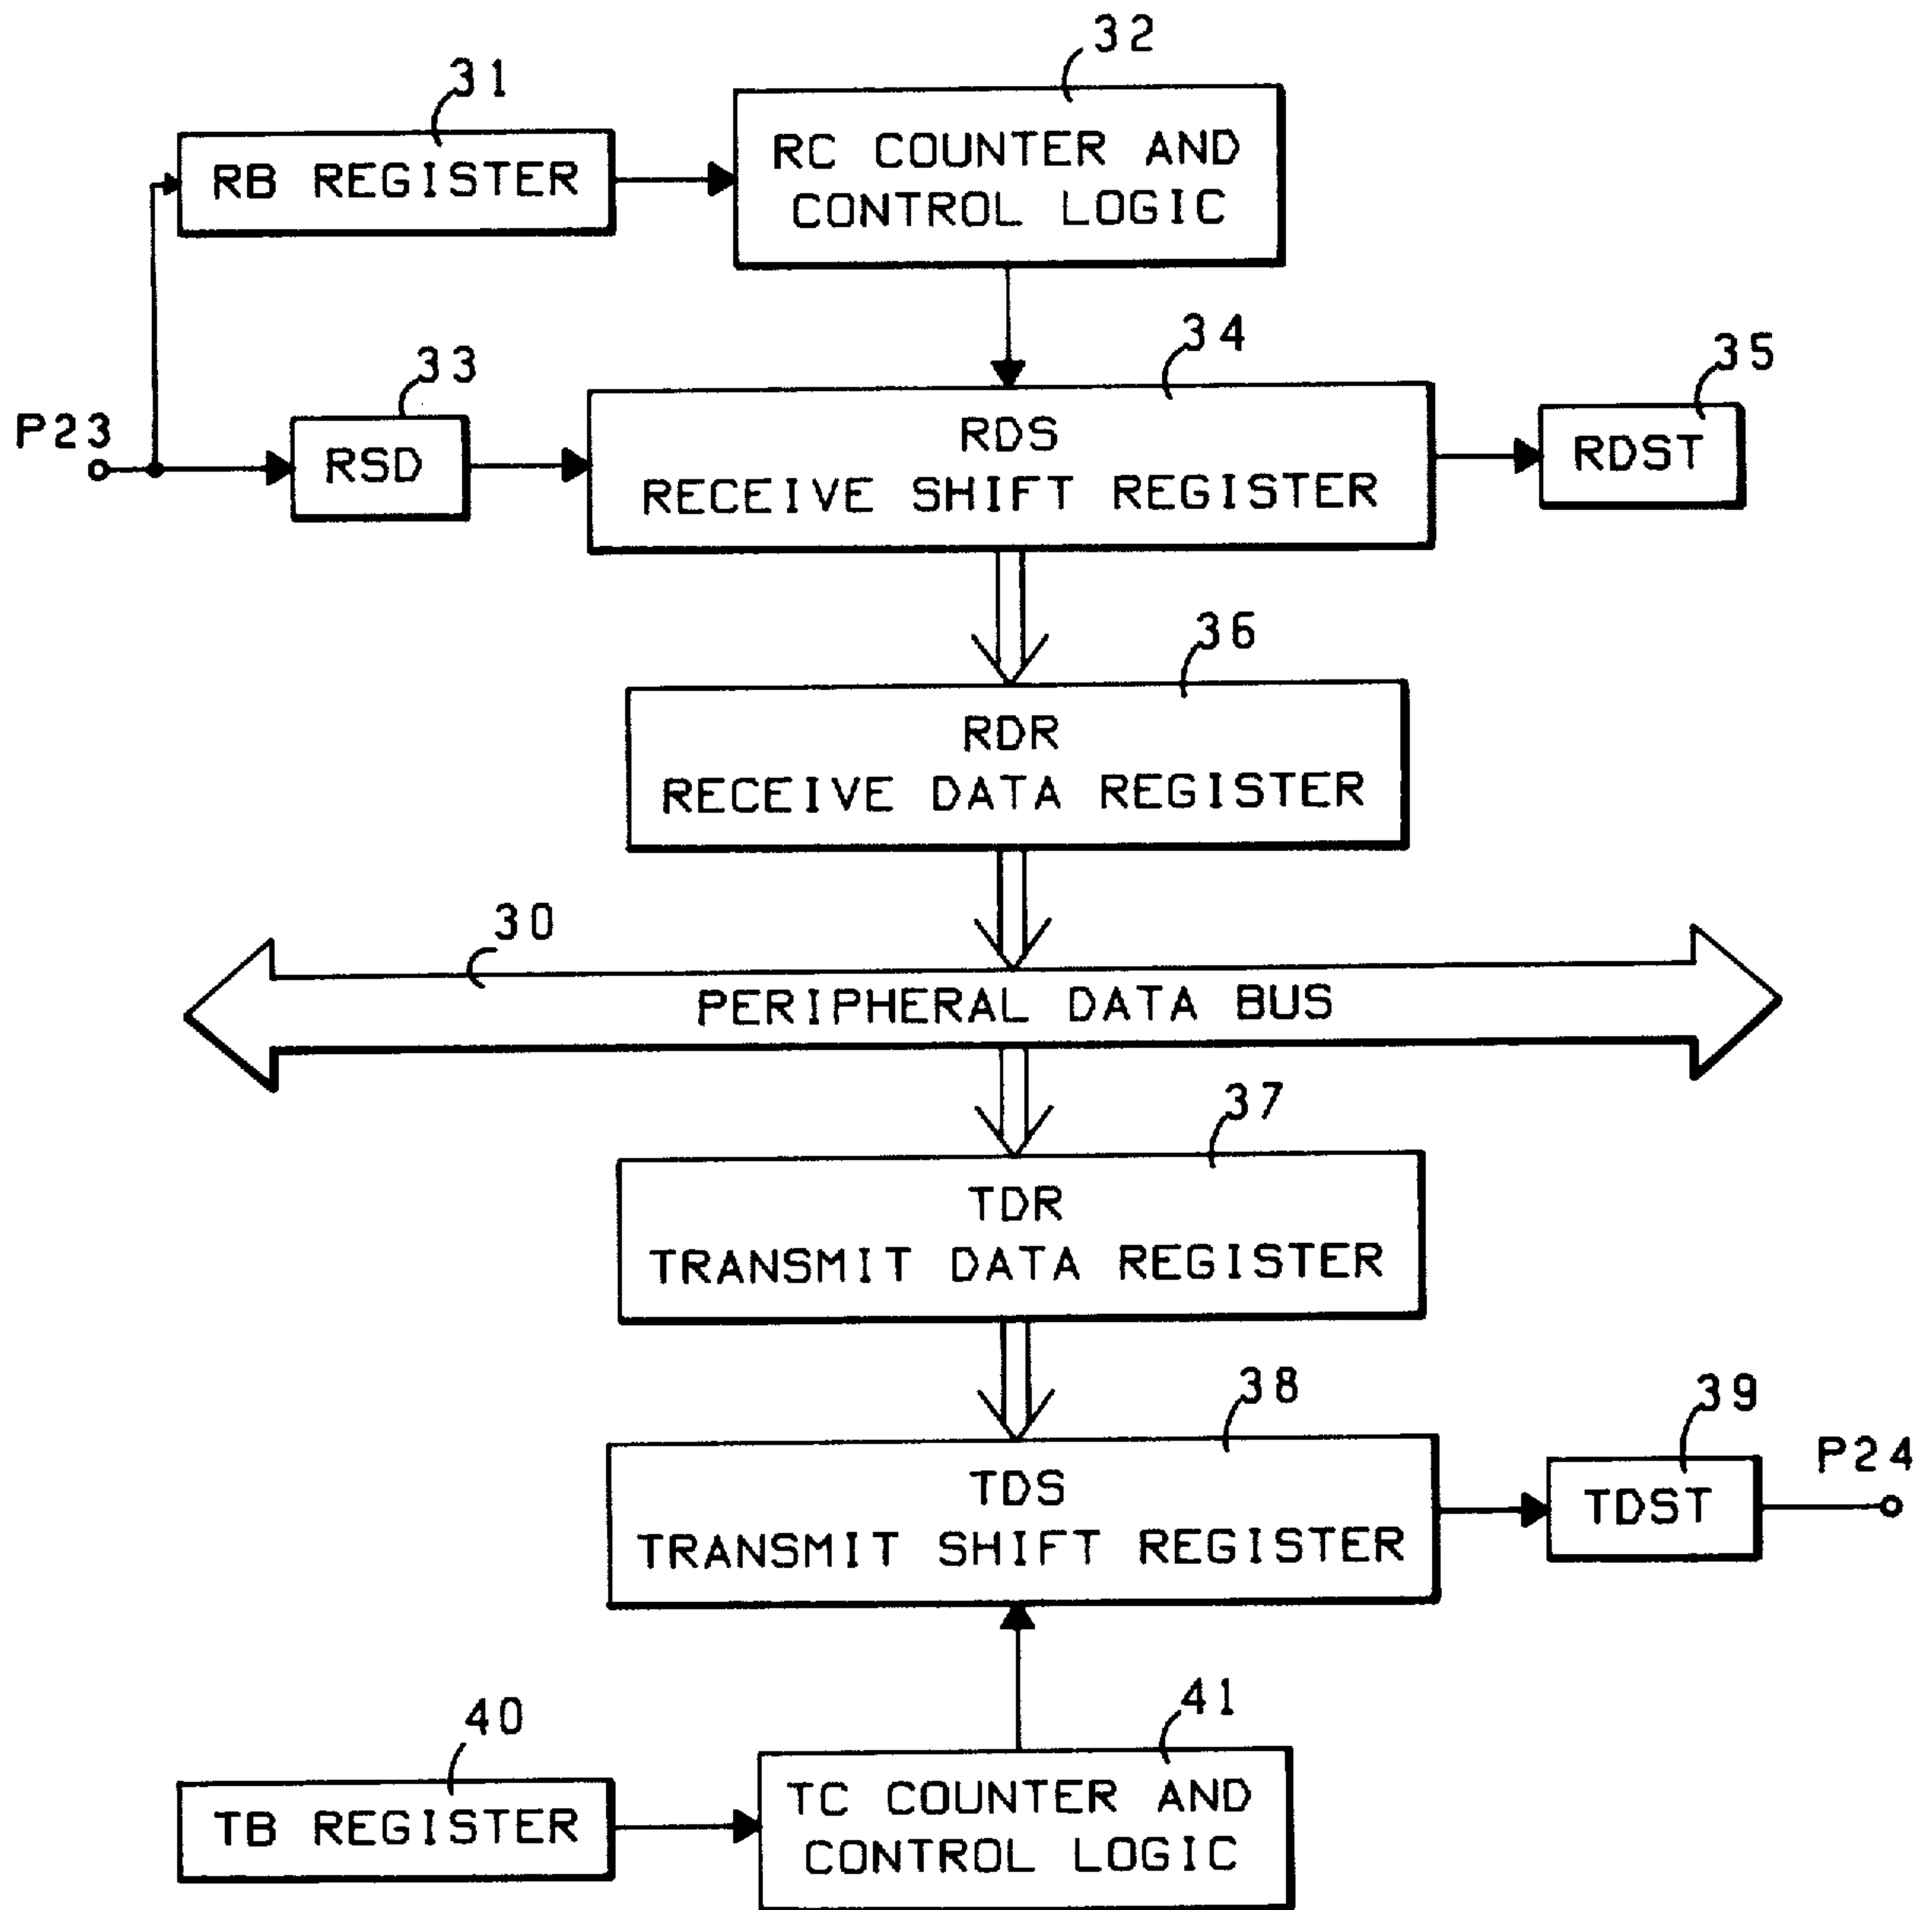 32
31
RC COUNTER AND
CONTROL LOGIC
RB REGISTER
34
33
35
P23
RSD
RDS
RECEIVE SHIFT REGISTER
RDST
36
RDR
RECEIVE DATA REGISTER
30
PERIPHERAL DATA BUS
37
TDR
TRANSMIT DATA REGISTER
38
39
P24
TDS
TRANSMIT SHIFT REGISTER
TDST
40
41
TB REGISTER
TC COUNTER AND
CONTROL LOGIC